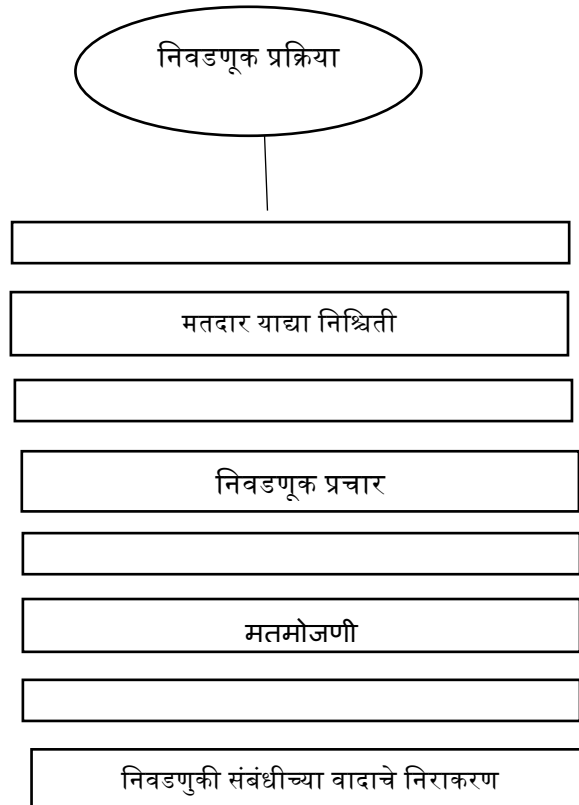 निवडणूक प्रक्रिया
मतदार याद्या निश्चिती
निवडणूक प्रचार
मतमोजणी
निवडणुकी संबंधीच्या वादाचे निराकरण